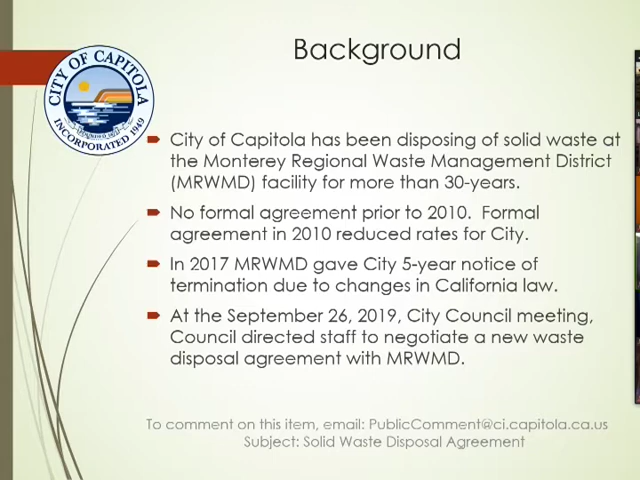 Background
CITY OF CAPITOLA
INCORPORATED 1949
City of Capitola has been disposing of solid waste at
the Monterey Regional Waste Management District
(MRWMD) facility for more than 30-years.
No formal agreement prior to 2010.  Formal
agreement in 2010 reduced rates for City.
In 2017 MRWMD gave City 5-year notice of
termination due to changes in California law.
At the September 26, 2019, City Council meeting,
Council directed staff to negotiate a new waste
disposal agreement with MRWMD.
To comment on this item, email: PublicComment@ci.capitola.ca.us
Subject: Solid Waste Disposal Agreement